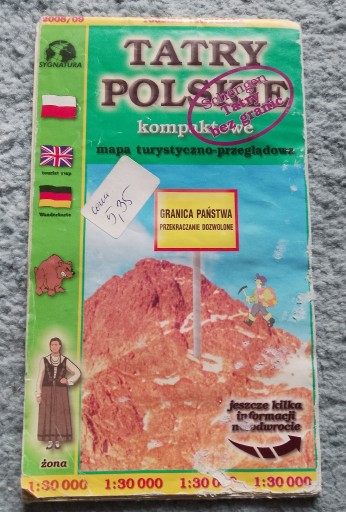 2008/09
SYGNATURA
TATRY
POLSKIE
Schengen
Tatry
bez granic
kompaktowe
mapa turystyczno-przeglądowa
tourist map
Wanderkarte
cena
5,35
GRANICA PAŃSTWA
PRZEKRACZANIE DOZWOLONE
żona
jeszcze kilka
informacji
na odwrocie
1:30 000
1:30 000
1:30 000
1:30 000